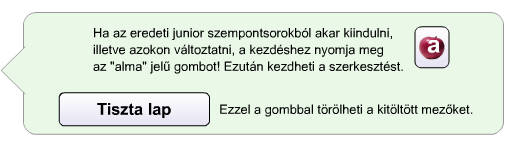 Ha az eredeti junior szempontsorokból akar kiindulni,
illetve azokon változtatni, a kezdéshez nyomja meg
az "alma" jelű gombot! Ezután kezdheti a szerkesztést.
a
Tiszta lap
Ezzel a gombbal törölheti a kitöltött mezőket.